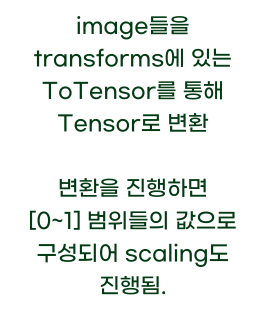 image들을
transforms에 있는
ToTensor를 통해
Tensor로 변환
변환을 진행하면
[0~1] 범위들의 값으로
구성되어 scaling도
진행됨.